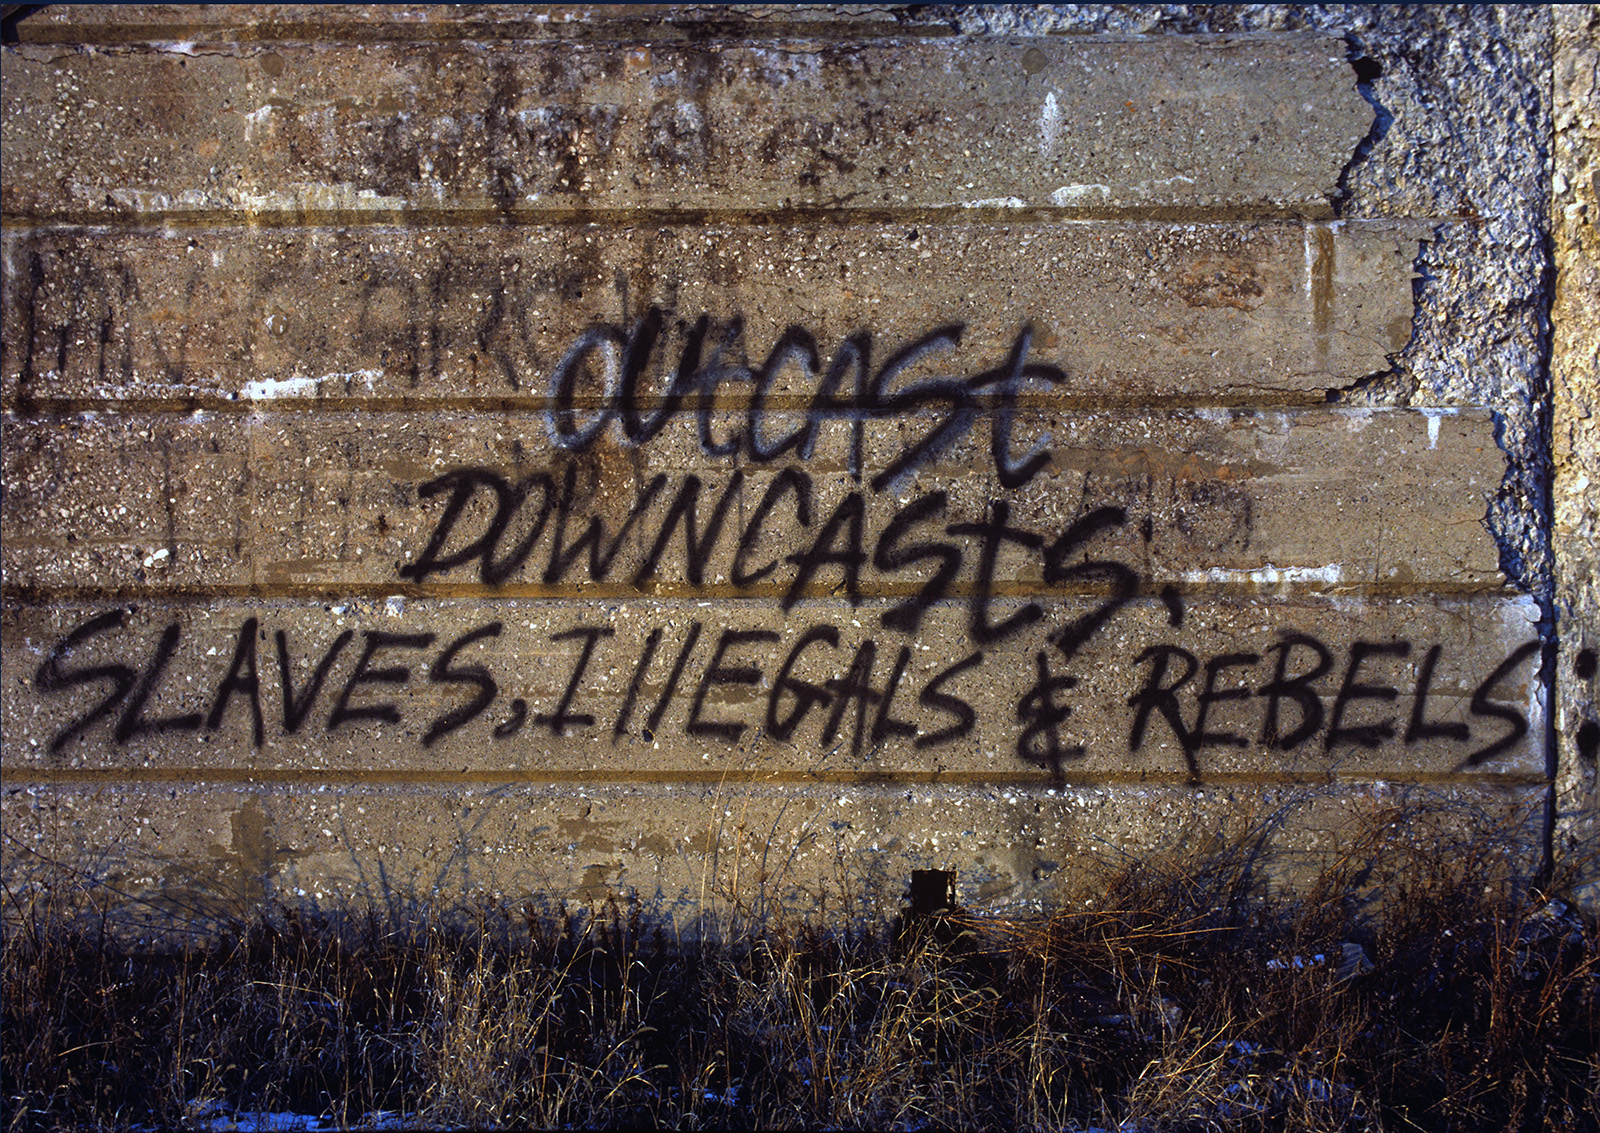 OUtCASt
DOWNCASts,
SLAVES, IllEGAlS & REBELS: